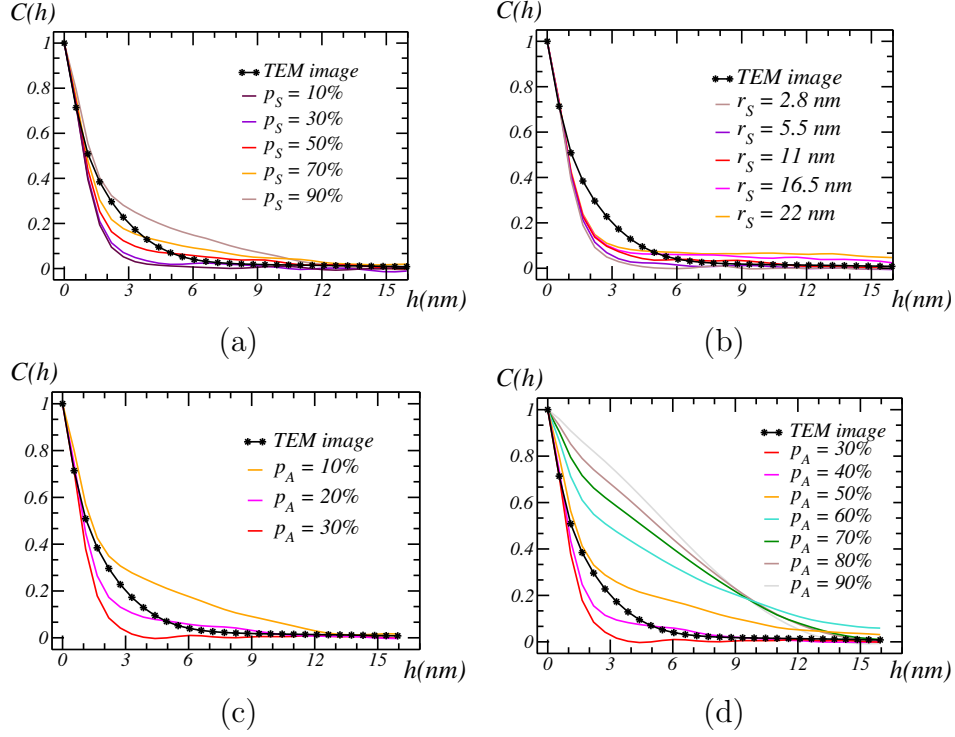 C(h)
1
0.8
0.6
0.4
0.2
0
TEM image
p_S = 10%
p_S = 30%
p_S = 50%
p_S = 70%
p_S = 90%
0 3 6 9 12 15
h(nm)
(a)
C(h)
1
0.8
0.6
0.4
0.2
0
TEM image
r_S = 2.8 nm
r_S = 5.5 nm
r_S = 11 nm
r_S = 16.5 nm
r_S = 22 nm
0 3 6 9 12 15
h(nm)
(b)
C(h)
1
0.8
0.6
0.4
0.2
0
TEM image
p_A = 10%
p_A = 20%
p_A = 30%
0 3 6 9 12 15
h(nm)
(c)
C(h)
1
0.8
0.6
0.4
0.2
0
TEM image
p_A = 30%
p_A = 40%
p_A = 50%
p_A = 60%
p_A = 70%
p_A = 80%
p_A = 90%
0 3 6 9 12 15
h(nm)
(d)